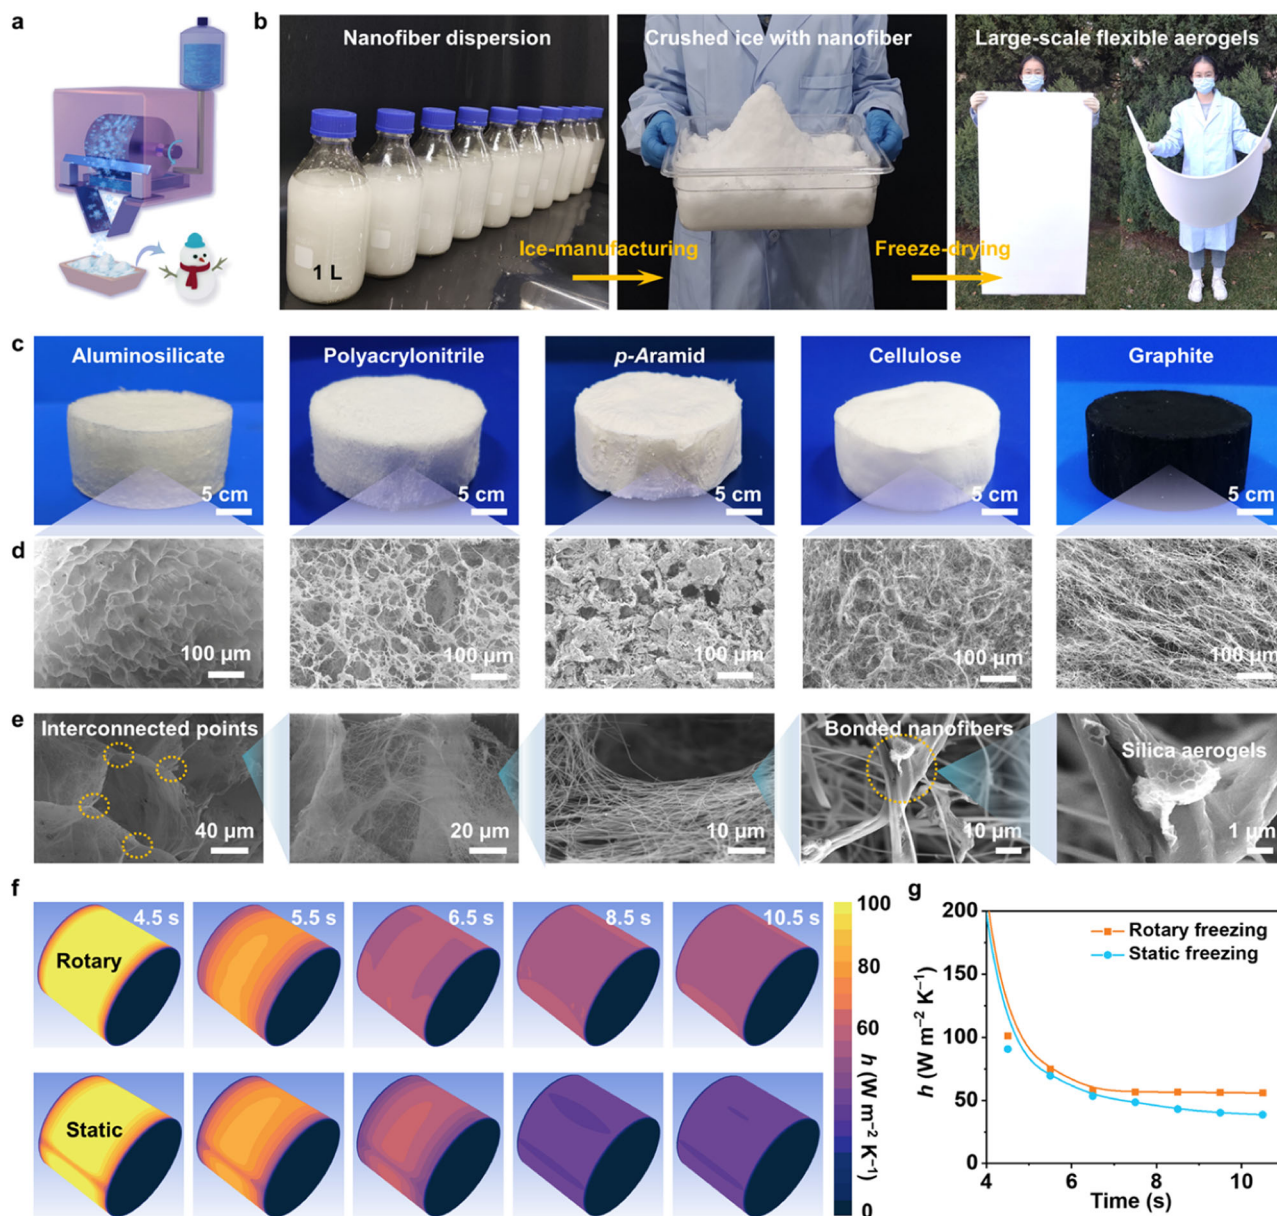 a
b
Nanofiber dispersion
Crushed ice with nanofiber
Large-scale flexible aerogels
1 L
Ice-manufacturing
Freeze-drying
c
Aluminosilicate
Polyacrylonitrile
p-Aramid
Cellulose
Graphite
5 cm
5 cm
5 cm
5 cm
5 cm
d
100 µm
100 µm
100 µm
100 µm
100 µm
e
Interconnected points
Bonded nanofibers
Silica aerogels
40 µm
20 µm
10 µm
10 µm
1 µm
f
4.5 s
5.5 s
6.5 s
8.5 s
10.5 s
Rotary
Static
100
80
60
h (W m⁻² K⁻¹)
0
g
200
150
100
50
0
h (W m⁻² K⁻¹)
Rotary freezing
Static freezing
4
6
8
10
Time (s)